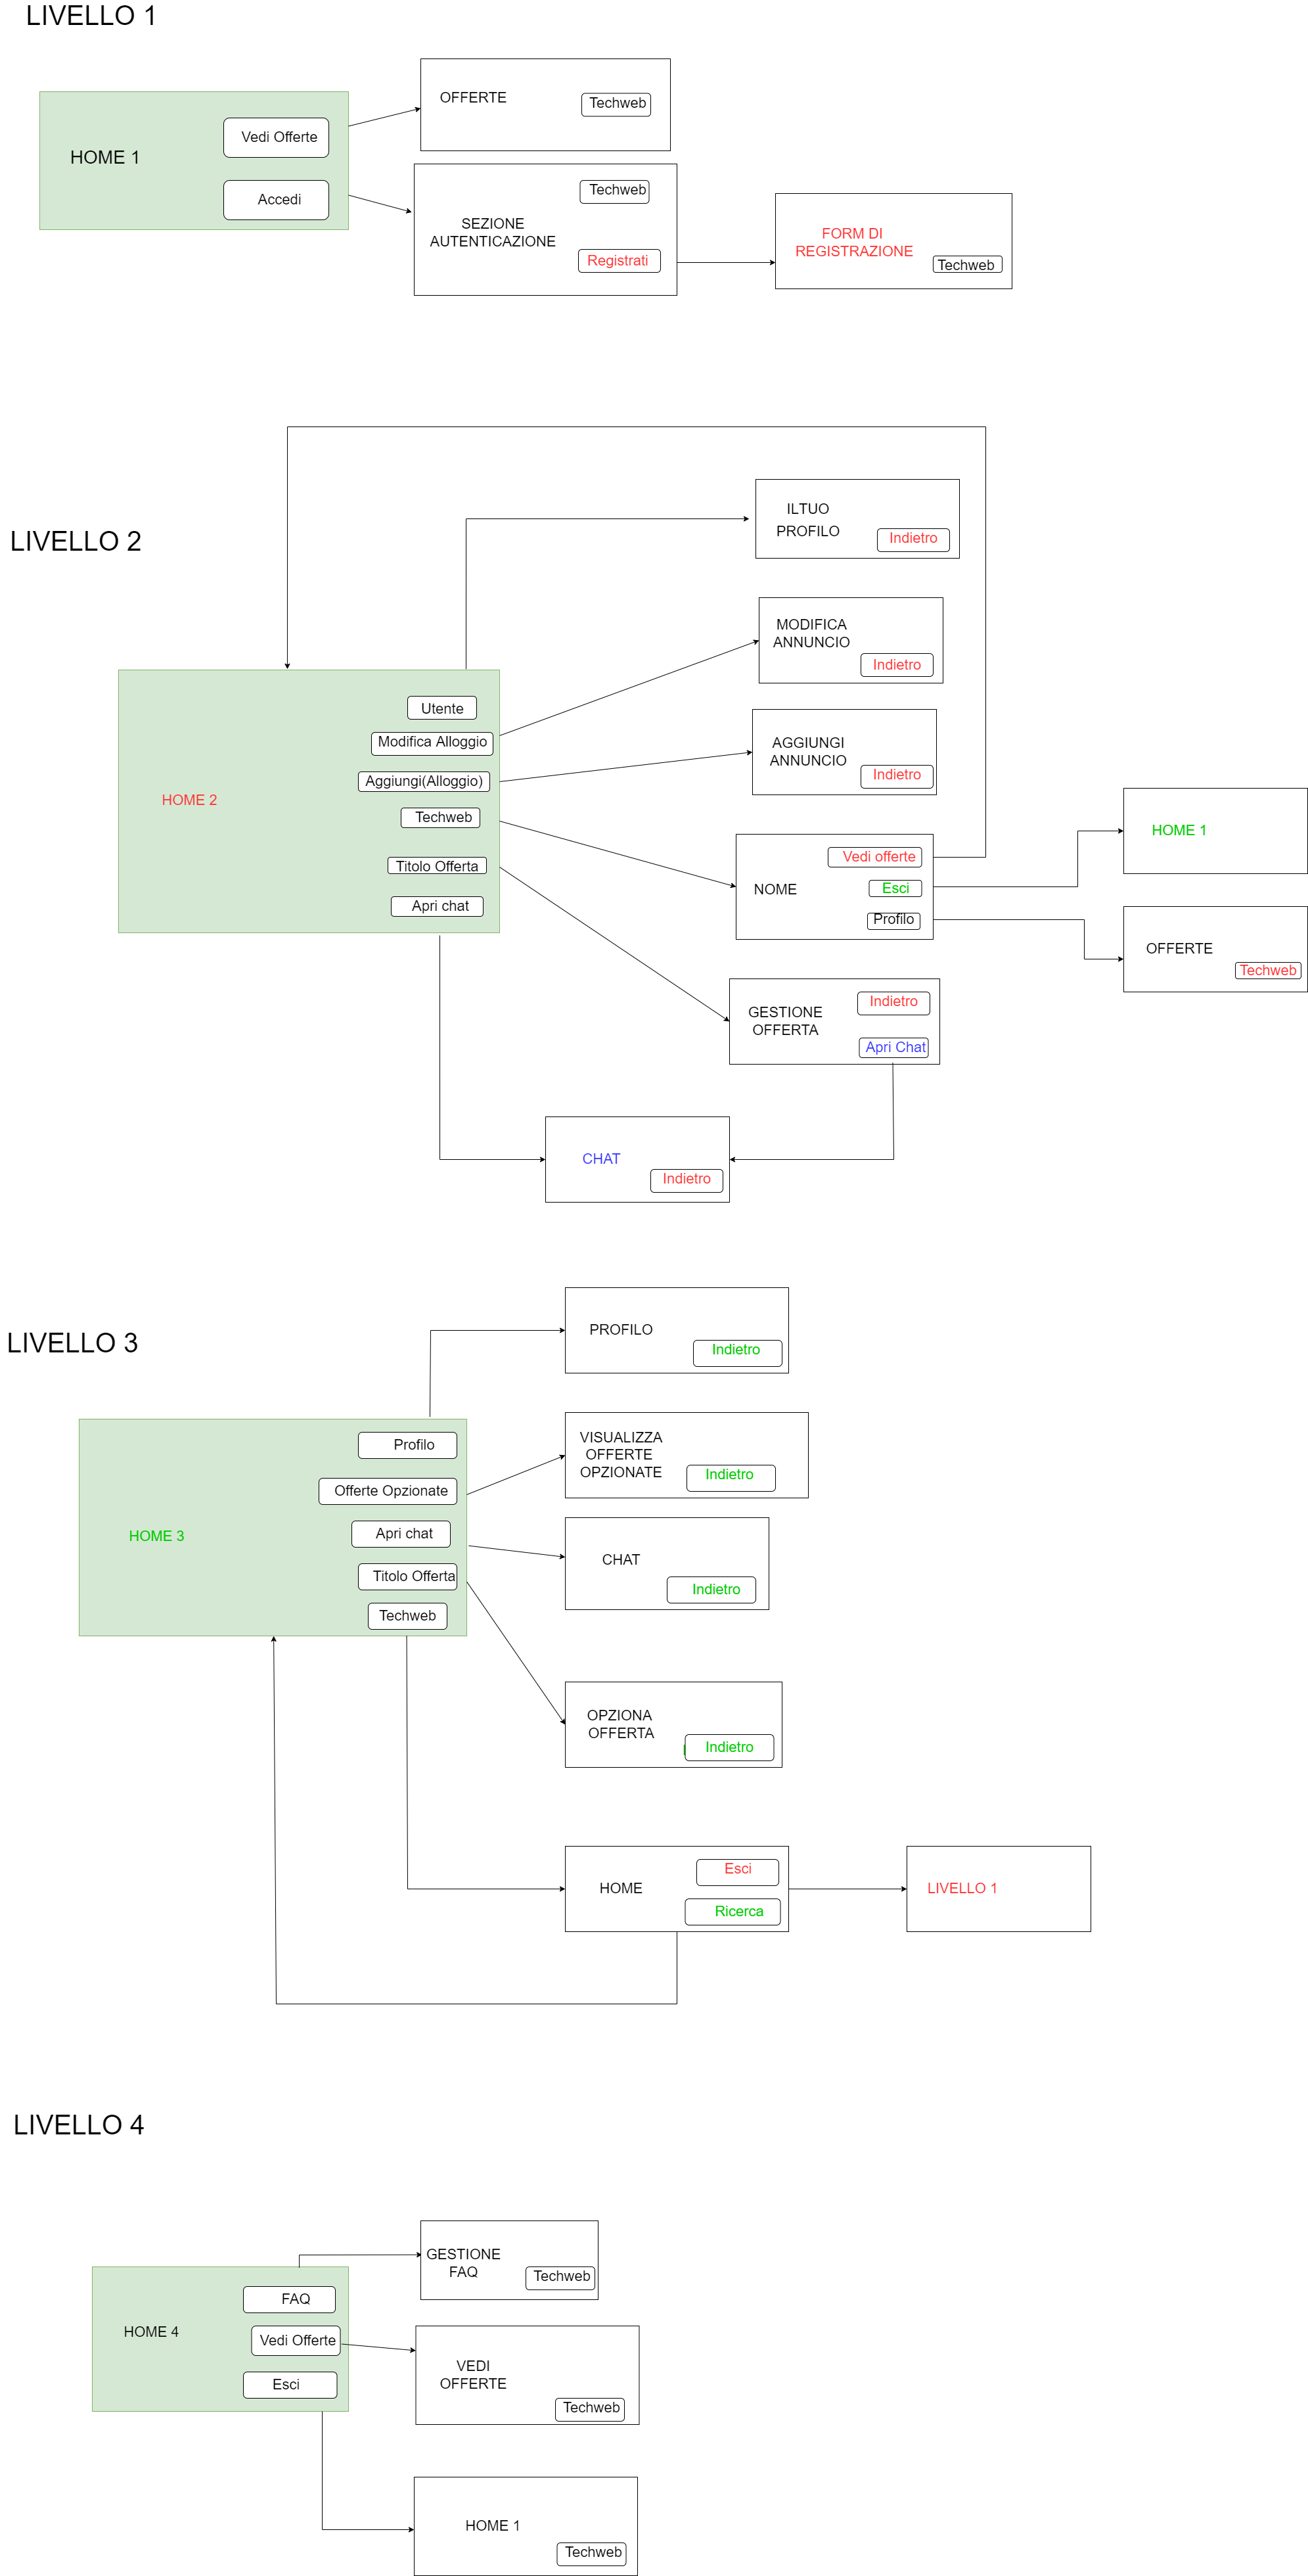 LIVELLO 1
HOME 1
Vedi Offerte
Accedi
OFFERTE
Techweb
SEZIONE
AUTENTICAZIONE
Techweb
Registrati
FORM DI
REGISTRAZIONE
Techweb
LIVELLO 2
HOME 2
Utente
Modifica Alloggio
Aggiungi(Alloggio)
Techweb
Titolo Offerta
Apri chat
ILTUO
PROFILO
Indietro
MODIFICA
ANNUNCIO
Indietro
AGGIUNGI
ANNUNCIO
Indietro
NOME
Vedi offerte
Esci
Profilo
HOME 1
OFFERTE
Techweb
GESTIONE
OFFERTA
Indietro
Apri Chat
CHAT
Indietro
LIVELLO 3
HOME 3
Profilo
Offerte Opzionate
Apri chat
Titolo Offerta
Techweb
PROFILO
Indietro
VISUALIZZA
OFFERTE
OPZIONATE
Indietro
CHAT
Indietro
OPZIONA
OFFERTA
Indietro
HOME
Esci
Ricerca
LIVELLO 1
LIVELLO 4
HOME 4
FAQ
Vedi Offerte
Esci
GESTIONE
FAQ
Techweb
VEDI
OFFERTE
Techweb
HOME 1
Techweb